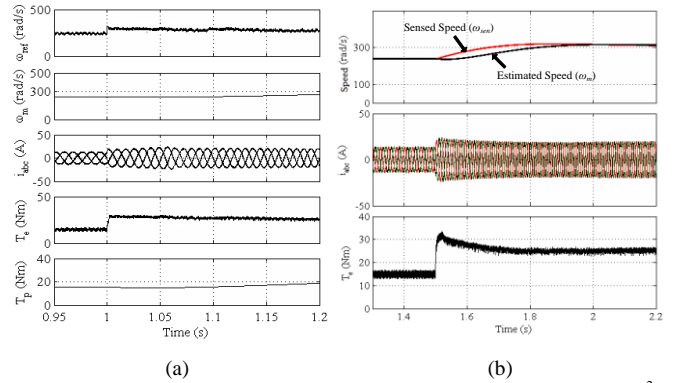 500
ω_ref (rad/s)
0
500
300
ω_m (rad/s)
0
50
0
i_abc (A)
-50
50
T_e (Nm)
0
40
20
T_p (Nm)
0
0.95 1 1.05 1.1 1.15 1.2
Time (s)
(a)
Sensed Speed (ω_sen)
Estimated Speed (ω_m)
600
300
Speed (rad/s)
0
50
0
i_abc (A)
-50
40
30
20
10
T_e (Nm)
0
1.4 1.6 1.8 2 2.2
Time (s)
(b)